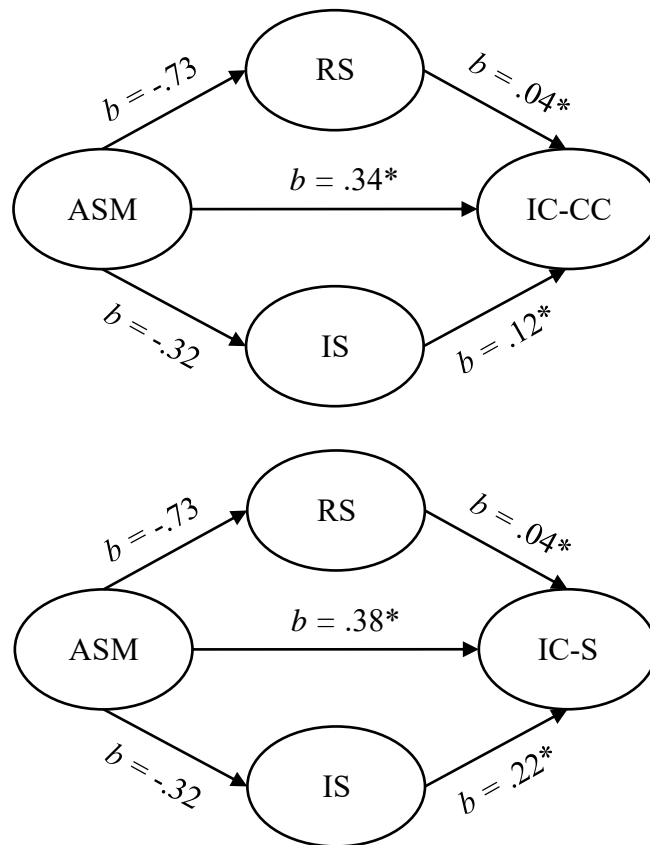 RS
b = -.73
b = .04*
ASM
b = .34*
IC-CC
b = -.32
IS
b = .12*
RS
b = -.73
b = .04*
ASM
b = .38*
IC-S
b = -.32
IS
b = .22*